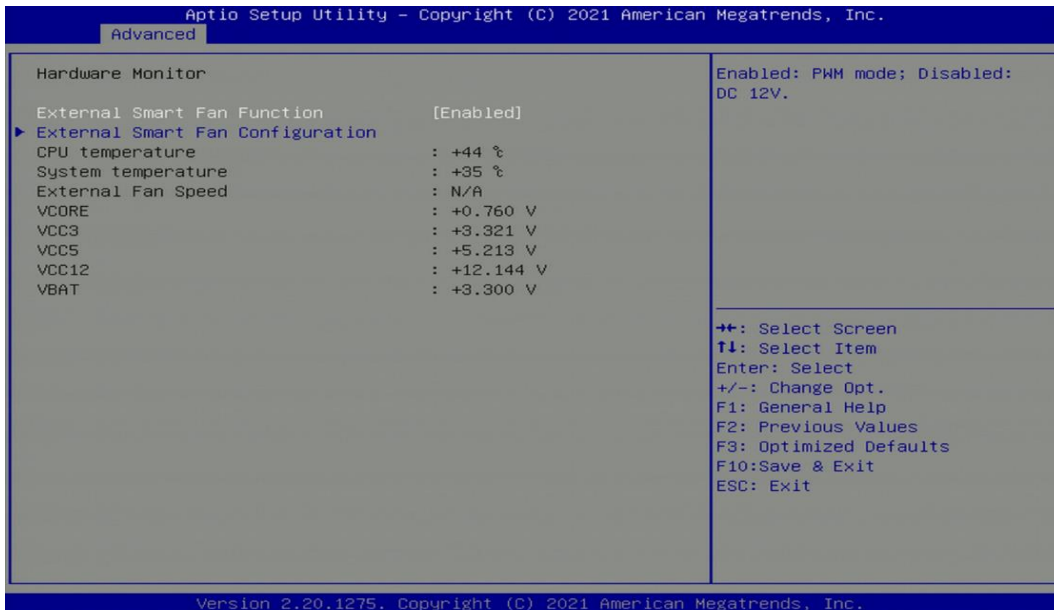 Aptio Setup Utility – Copyright (C) 2021 American Megatrends, Inc.
Advanced
Hardware Monitor
External Smart Fan Function [Enabled]
▶ External Smart Fan Configuration
CPU temperature : +44 ℃
System temperature : +35 ℃
External Fan Speed : N/A
VCORE : +0.760 V
VCC3 : +3.321 V
VCC5 : +5.213 V
VCC12 : +12.144 V
VBAT : +3.300 V
Enabled: PWM mode; Disabled:
DC 12V.
→←: Select Screen
↑↓: Select Item
Enter: Select
+/-: Change Opt.
F1: General Help
F2: Previous Values
F3: Optimized Defaults
F10:Save & Exit
ESC: Exit
Version 2.20.1275. Copyright (C) 2021 American Megatrends, Inc.